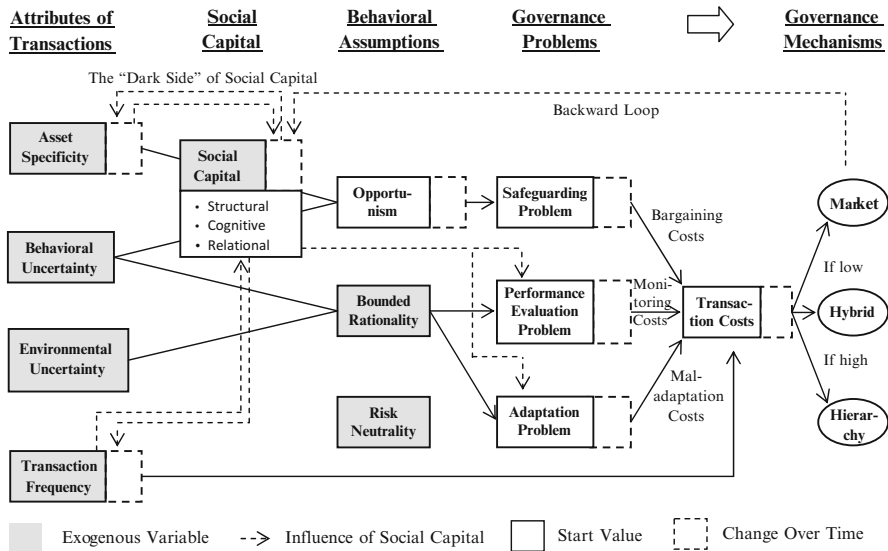 Attributes of
Transactions
Social
Capital
Behavioral
Assumptions
Governance
Problems
Governance
Mechanisms
The “Dark Side” of Social Capital
Backward Loop
Asset
Specificity
Social
Capital
• Structural
• Cognitive
• Relational
Opportu-
nism
Safeguarding
Problem
Market
Bargaining
Costs
Behavioral
Uncertainty
Bounded
Rationality
Performance
Evaluation
Problem
Moni-
toring
Costs
Transac-
tion Costs
If low
Hybrid
If high
Environmental
Uncertainty
Risk
Neutrality
Adaptation
Problem
Mal-
adaptation
Costs
Hierar-
chy
Transaction
Frequency
Exogenous Variable
Influence of Social Capital
Start Value
Change Over Time